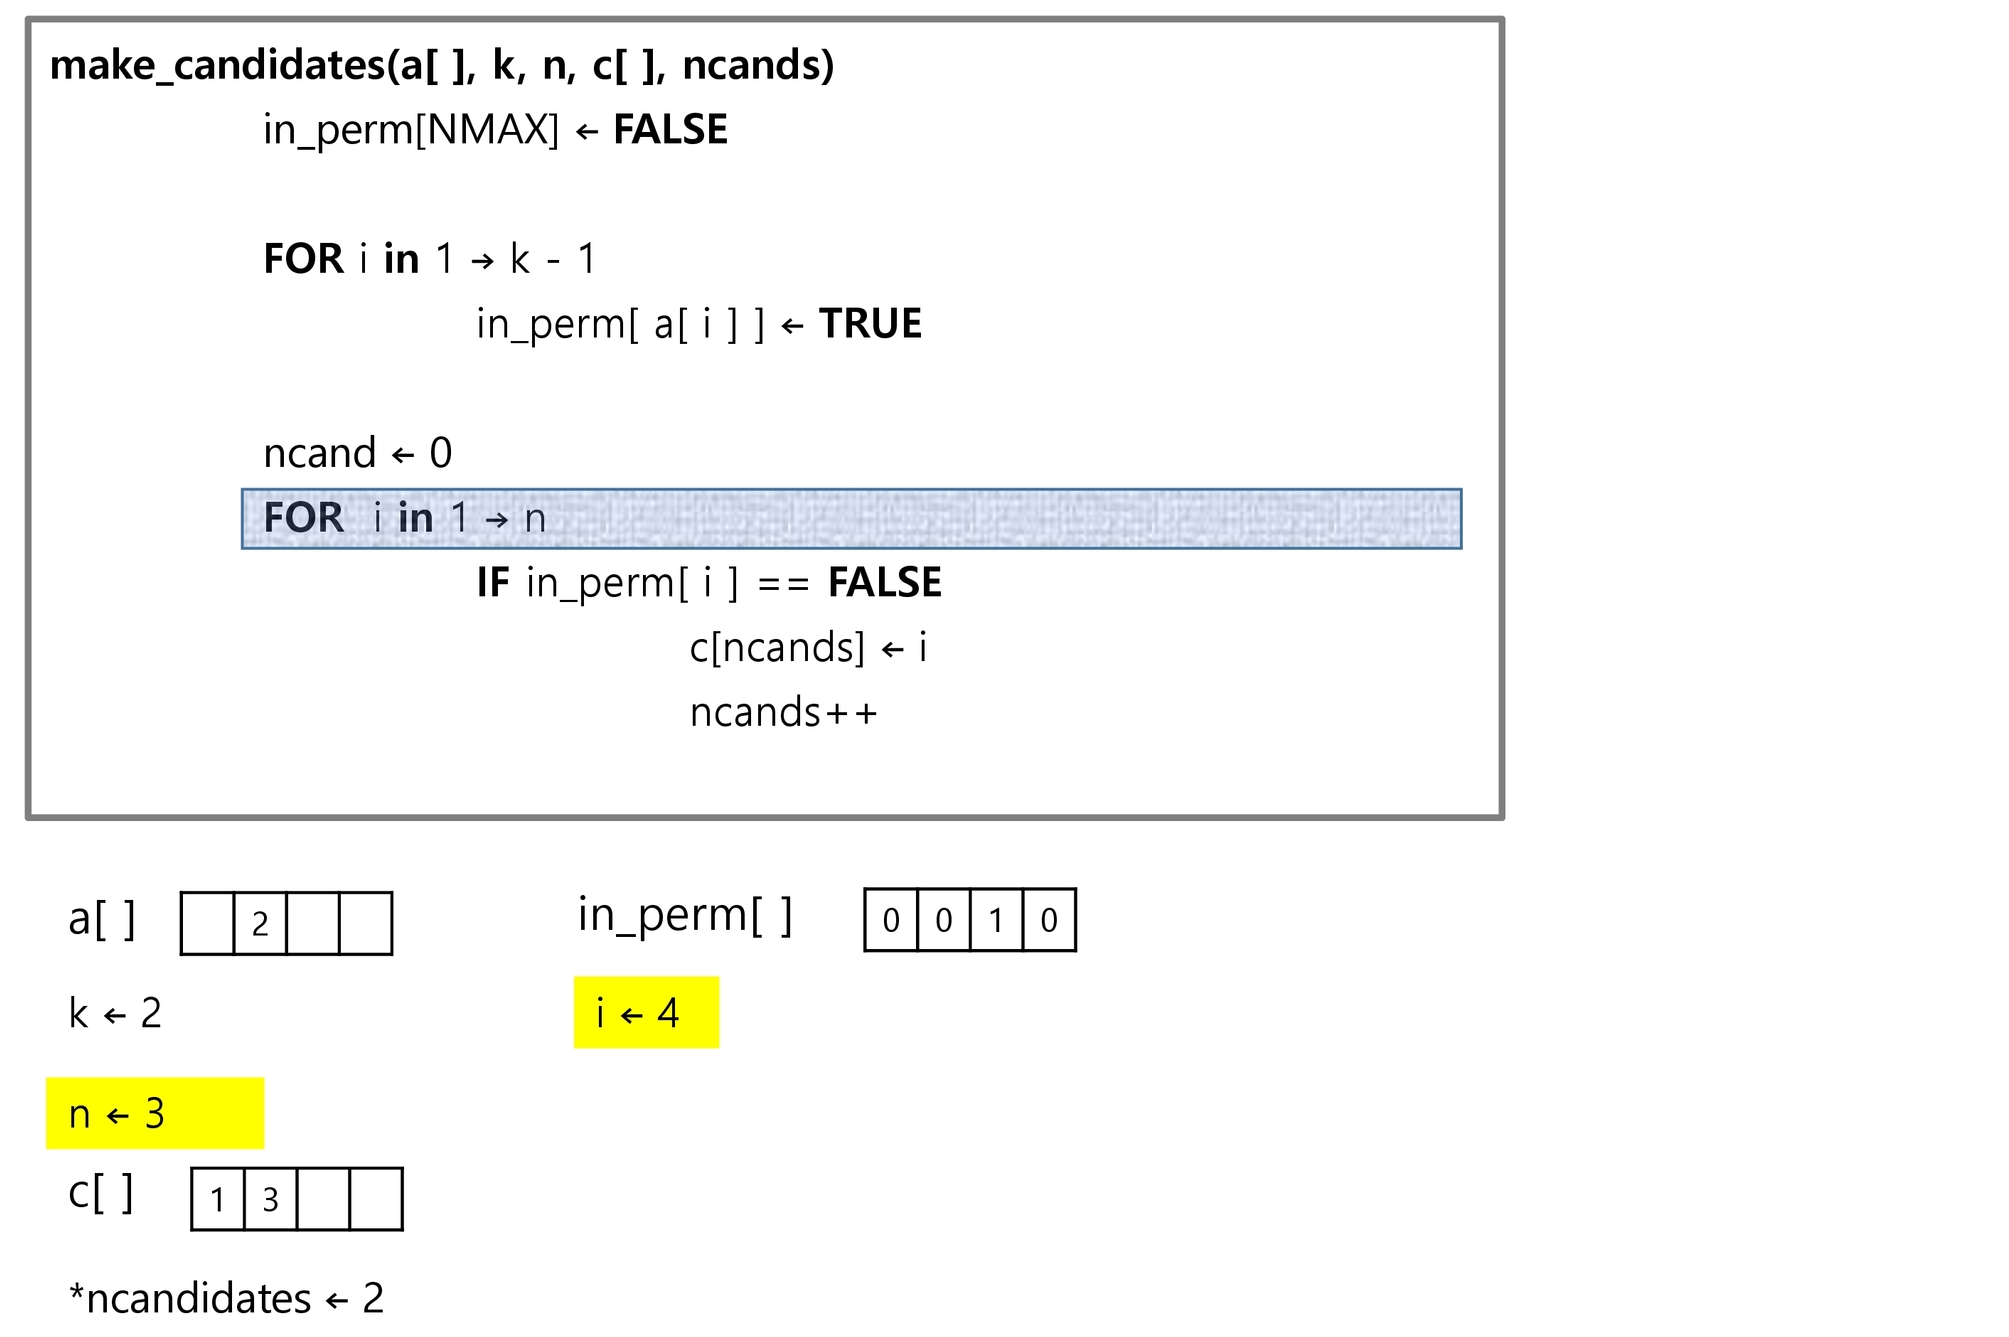 make_candidates(a[ ], k, n, c[ ], ncands)
in_perm[NMAX] ← FALSE
FOR i in 1 → k - 1
in_perm[ a[ i ] ] ← TRUE
ncand ← 0
FOR i in 1 → n
IF in_perm[ i ] == FALSE
c[ncands] ← i
ncands++
a[ ] 2
in_perm[ ] 0 0 1 0
k ← 2
i ← 4
n ← 3
c[ ] 1 3
*ncandidates ← 2